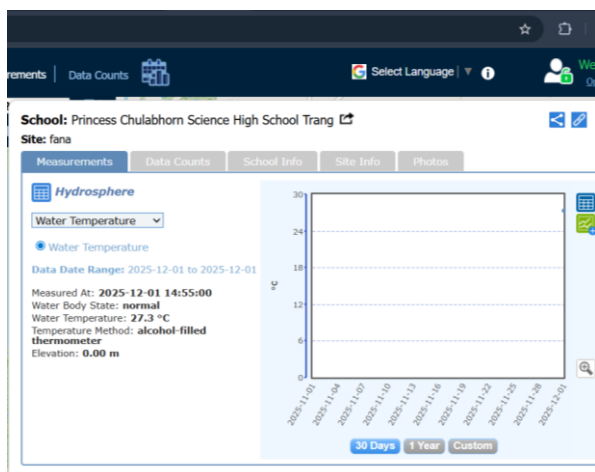 rements
Data Counts
Select Language
We
School: Princess Chulabhorn Science High School Trang
Site: fana
Measurements
Data Counts
School Info
Site Info
Photos
Hydrosphere
Water Temperature
Water Temperature
Data Date Range: 2025-12-01 to 2025-12-01
Measured At: 2025-12-01 14:55:00
Water Body State: normal
Water Temperature: 27.3 °C
Temperature Method: alcohol-filled
thermometer
Elevation: 0.00 m
30
24
18
12
6
0
°C
2025-11-01
2025-11-04
2025-11-07
2025-11-10
2025-11-13
2025-11-16
2025-11-19
2025-11-22
2025-11-25
2025-11-28
2025-12-01
30 Days
1 Year
Custom